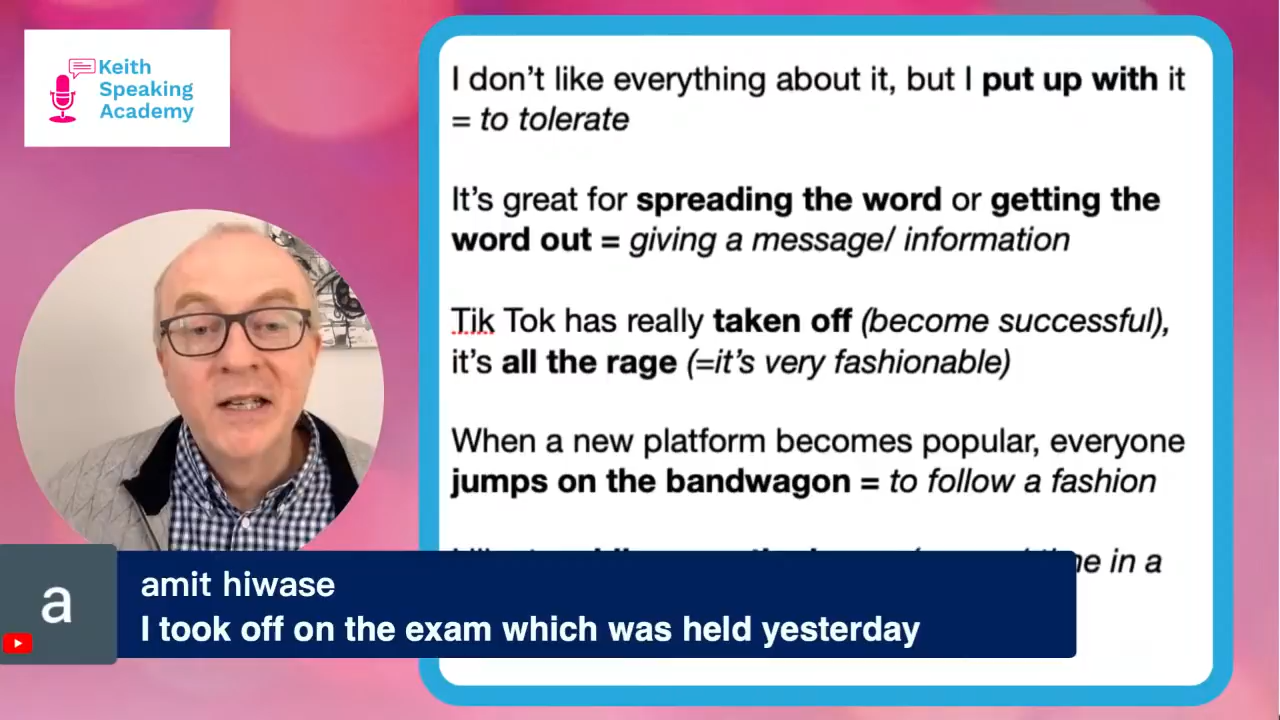 Keith
Speaking
Academy
I don't like everything about it, but I put up with it
= to tolerate
It's great for spreading the word or getting the
word out = giving a message/ information
Tik Tok has really taken off (become successful),
it's all the rage (=it's very fashionable)
When a new platform becomes popular, everyone
jumps on the bandwagon = to follow a fashion
in a
a
amit hiwase
I took off on the exam which was held yesterday